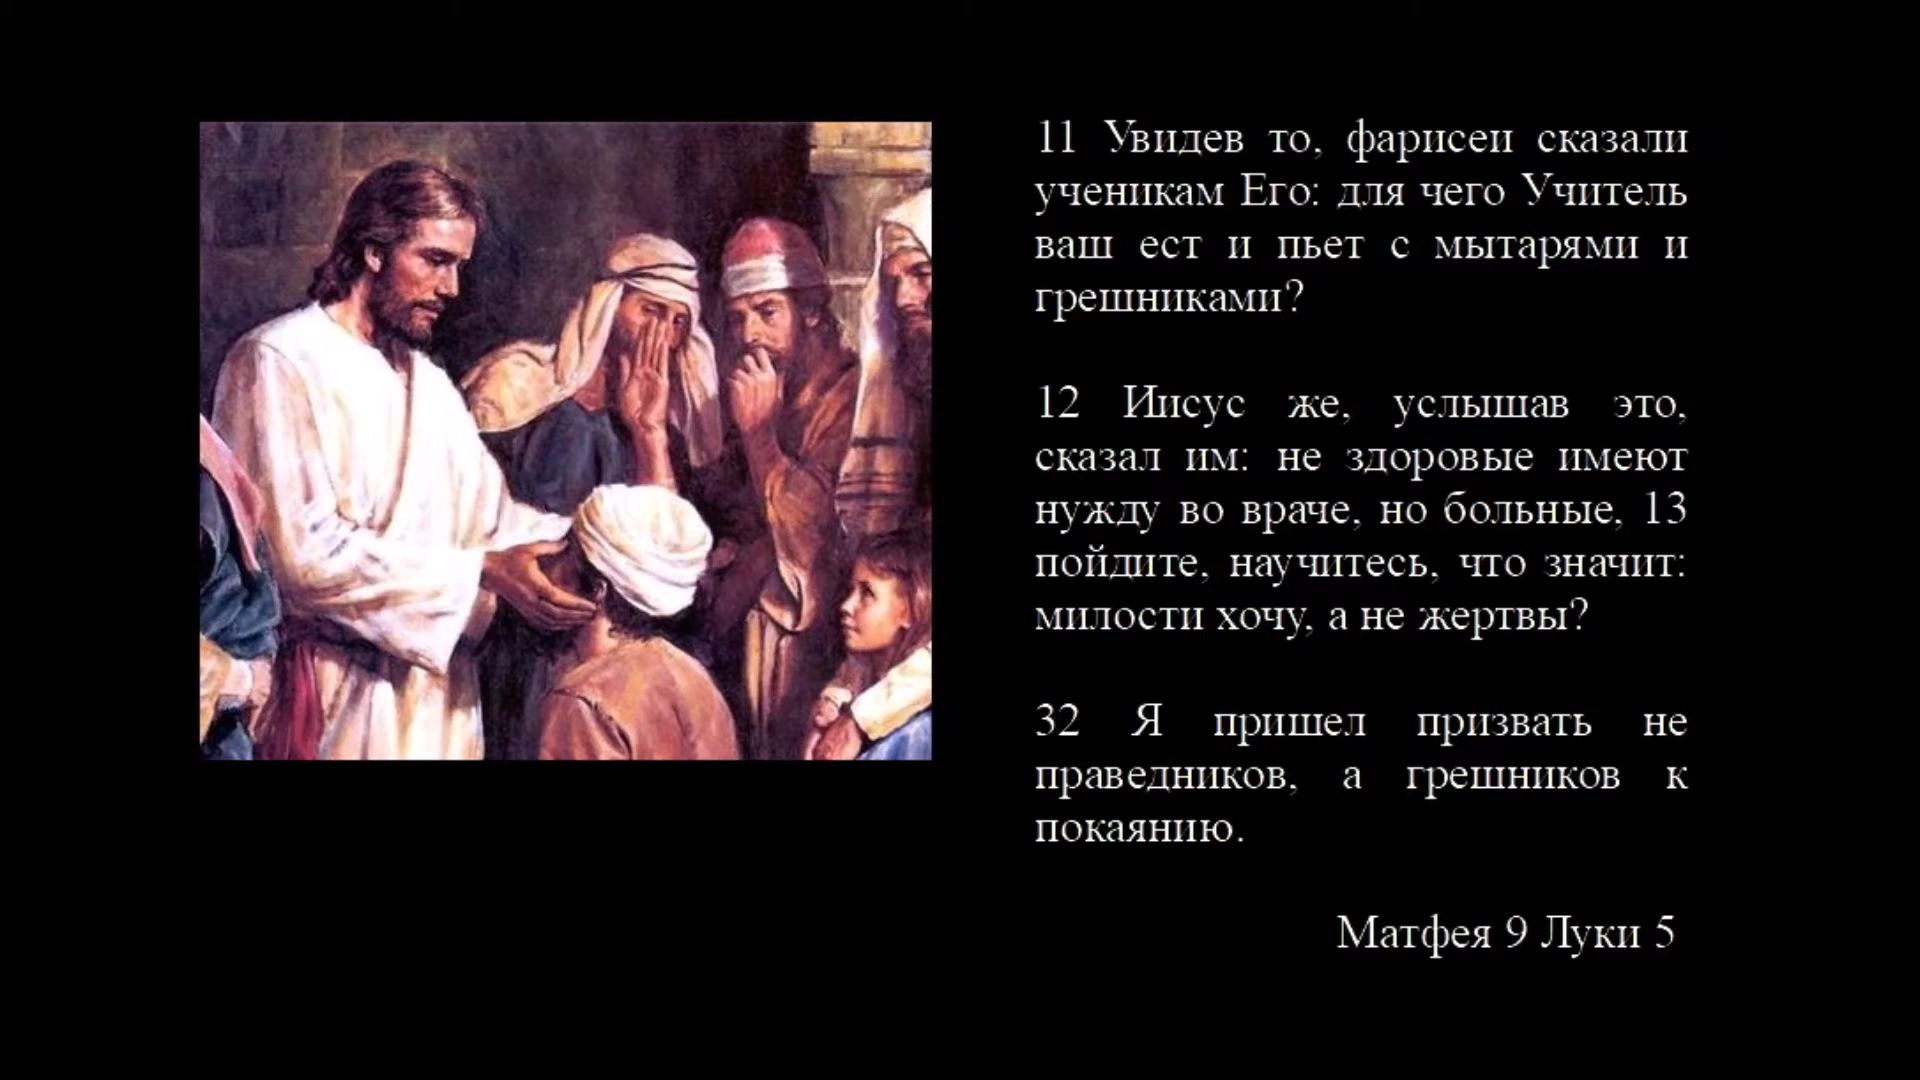 11 Увидев то, фарисеи сказали
ученикам Его: для чего Учитель
ваш ест и пьет с мытарями и
грешниками?
12 Иисус же, услышав это,
сказал им: не здоровые имеют
нужду во враче, но больные, 13
пойдите, научитесь, что значит:
милости хочу, а не жертвы?
32 Я пришел призвать не
праведников, а грешников к
покаянию.
Матфея 9 Луки 5